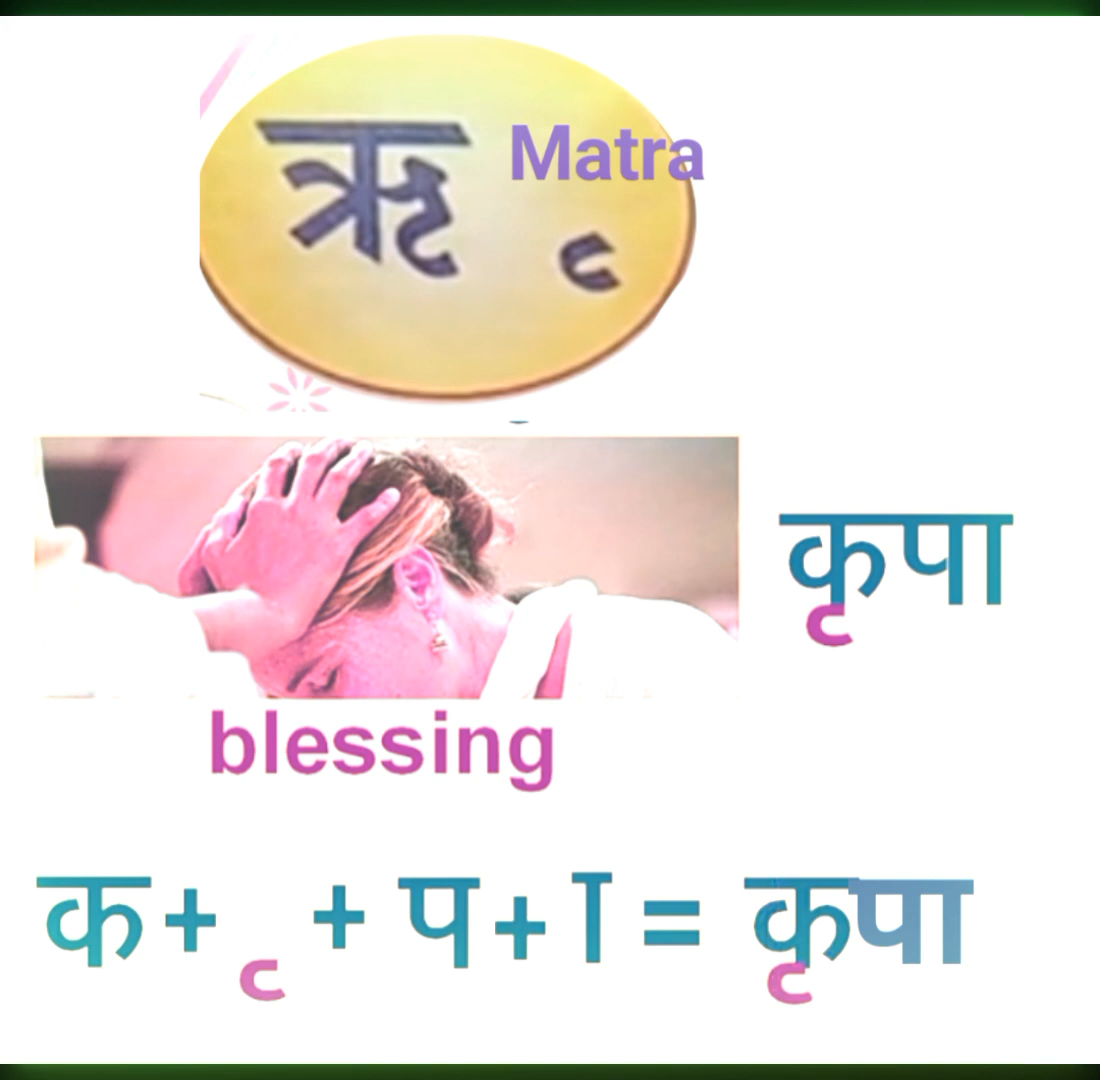 ऋ Matra ृ
कृपा
blessing
क + ृ + प + ा = कृपा